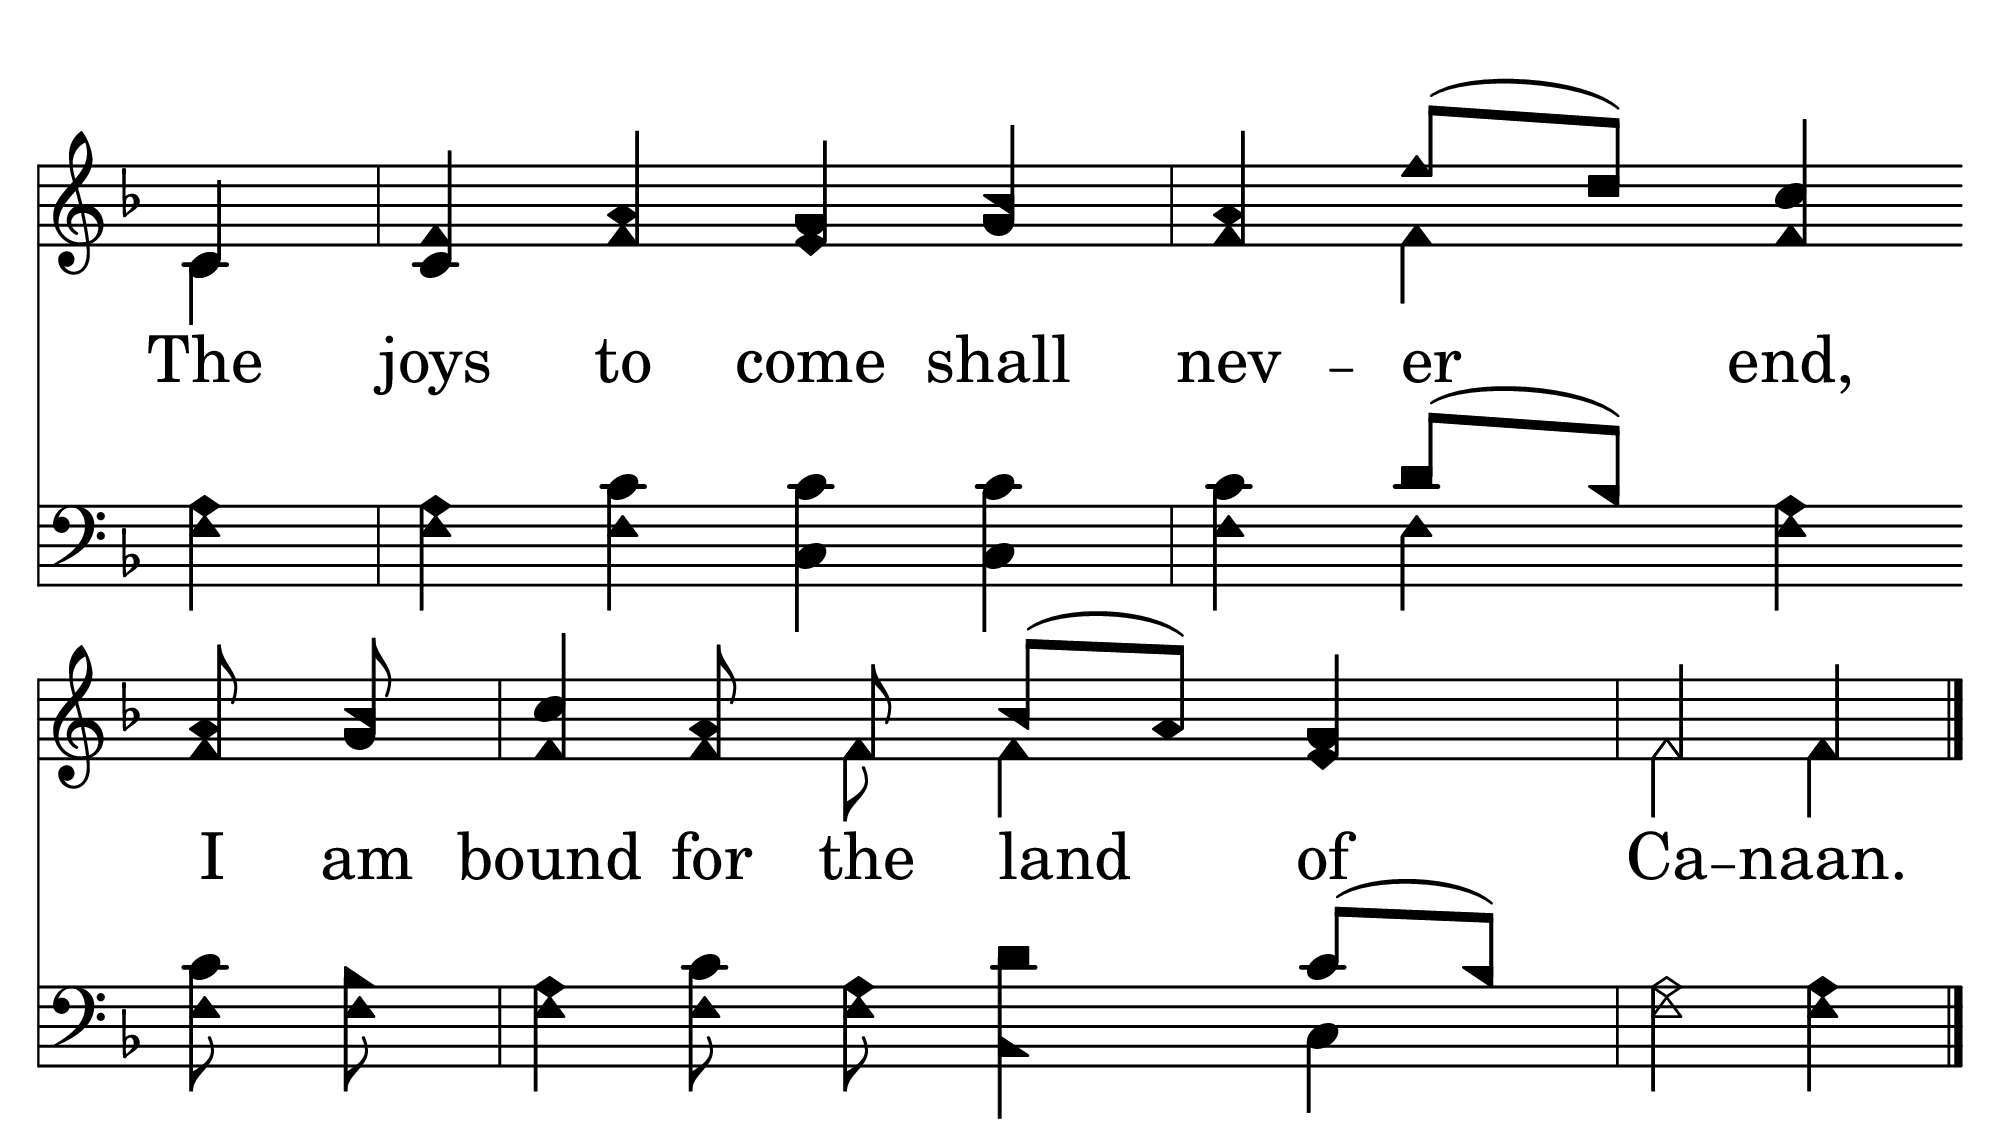 The joys to come shall nev – er end,
I am bound for the land of Ca–naan.